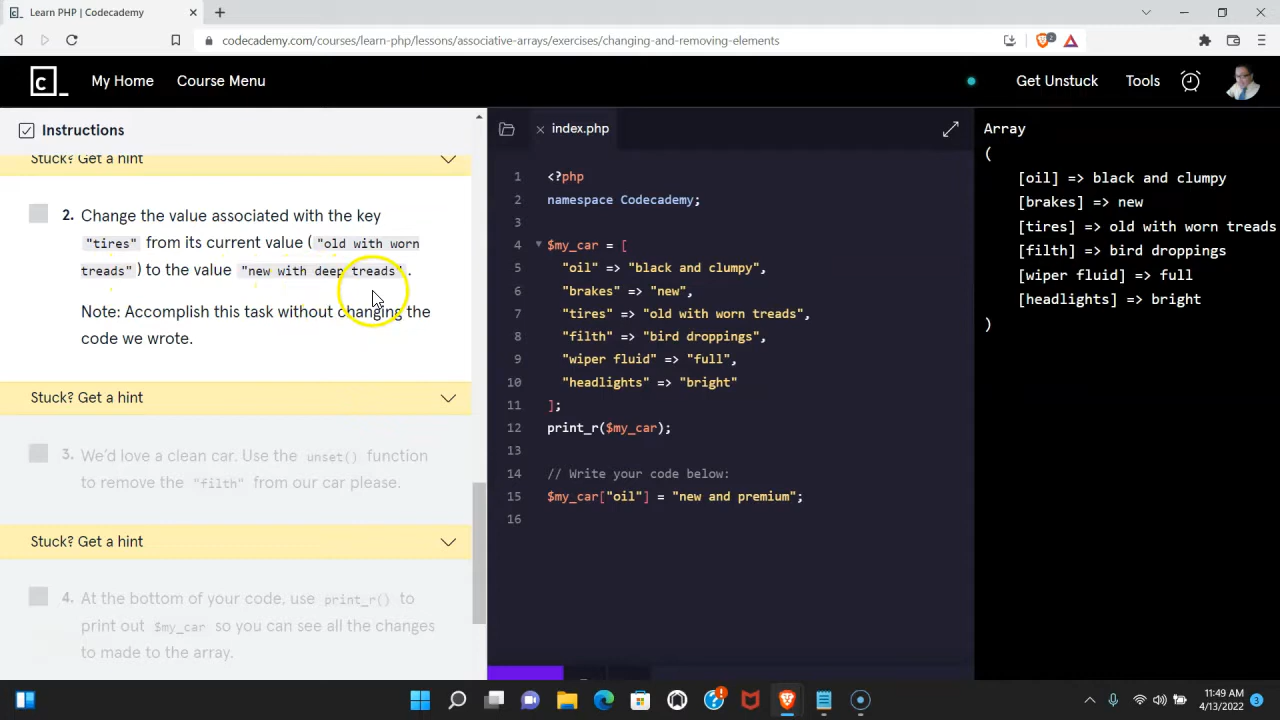 Learn PHP | Codecademy
codecademy.com/courses/learn-php/lessons/associative-arrays/exercises/changing-and-removing-elements
2
c_
My Home
Course Menu
Get Unstuck
Tools
Instructions
Stuck? Get a hint
2. Change the value associated with the key
"tires" from its current value ("old with worn
treads") to the value "new with deep treads".
Note: Accomplish this task without changing the
code we wrote.
Stuck? Get a hint
3. We'd love a clean car. Use the unset() function
to remove the "filth" from our car please.
Stuck? Get a hint
4. At the bottom of your code, use print_r() to
print out $my_car so you can see all the changes
to made to the array.
index.php
1 <?php
2 namespace Codecademy;
3
4 $my_car = [
5 "oil" => "black and clumpy",
6 "brakes" => "new",
7 "tires" => "old with worn treads",
8 "filth" => "bird droppings",
9 "wiper fluid" => "full",
10 "headlights" => "bright"
11 ];
12 print_r($my_car);
13
14 // Write your code below:
15 $my_car["oil"] = "new and premium";
16
Array
(
[oil] => black and clumpy
[brakes] => new
[tires] => old with worn treads
[filth] => bird droppings
[wiper fluid] => full
[headlights] => bright
)
11:49 AM
4/13/2022
3